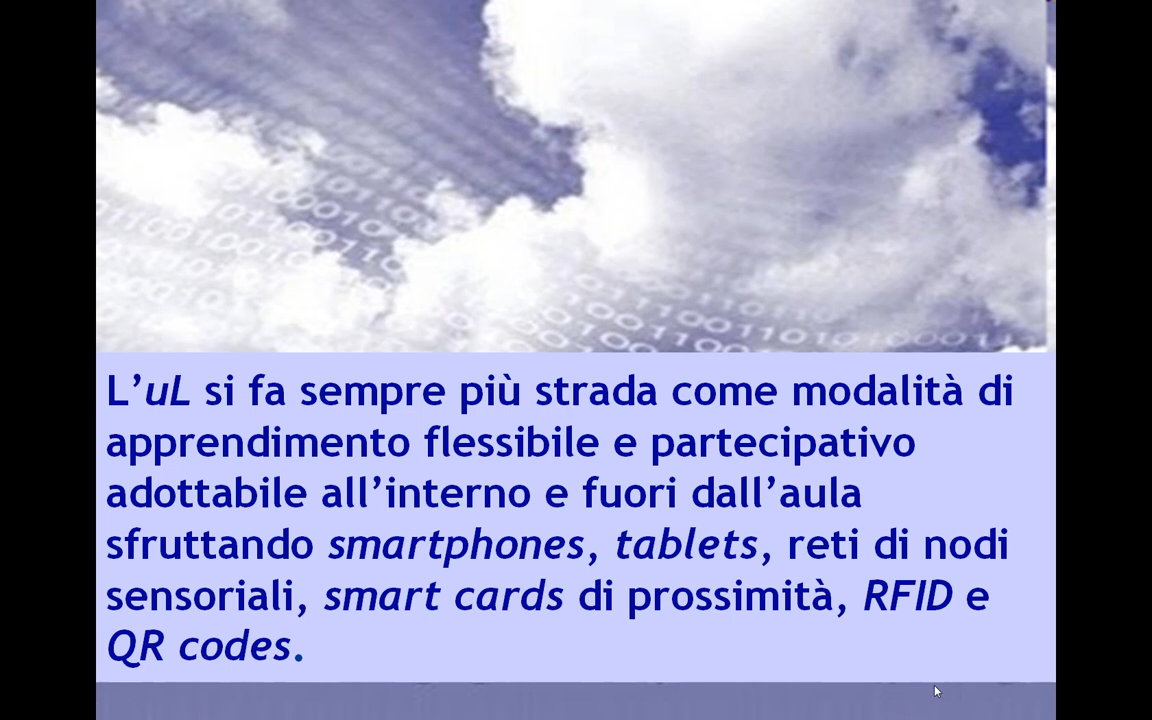 L’uL si fa sempre più strada come modalità di
apprendimento flessibile e partecipativo
adottabile all’interno e fuori dall’aula
sfruttando smartphones, tablets, reti di nodi
sensoriali, smart cards di prossimità, RFID e
QR codes.